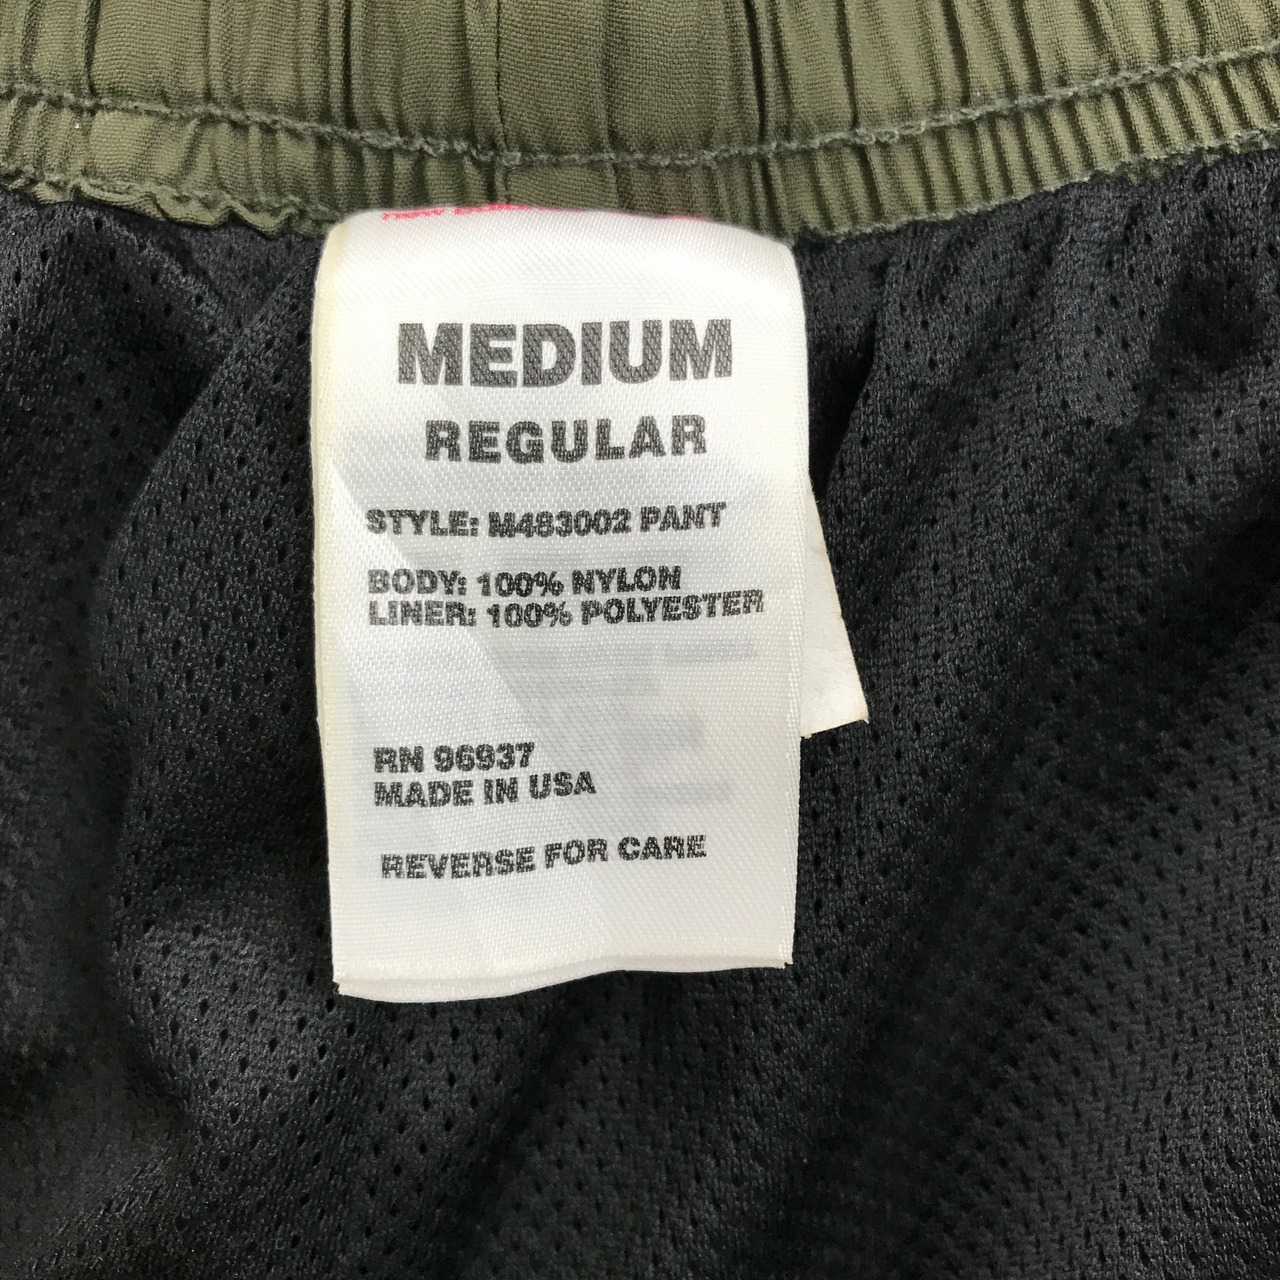 MEDIUM
REGULAR
STYLE: M483002 PANT
BODY: 100% NYLON
LINER: 100% POLYESTER
RN 96937
MADE IN USA
REVERSE FOR CARE